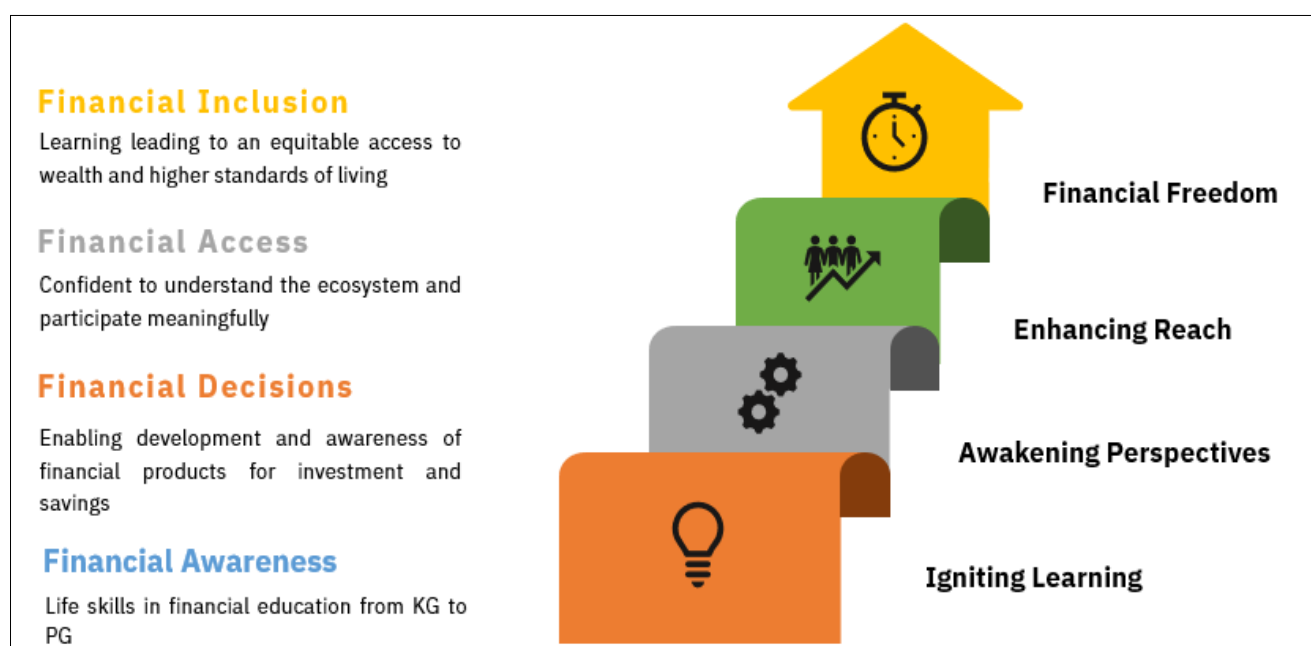 Financial Inclusion
Learning leading to an equitable access to
wealth and higher standards of living
Financial Access
Confident to understand the ecosystem and
participate meaningfully
Financial Decisions
Enabling development and awareness of
financial products for investment and
savings
Financial Awareness
Life skills in financial education from KG to
PG
Financial Freedom
Enhancing Reach
Awakening Perspectives
Igniting Learning